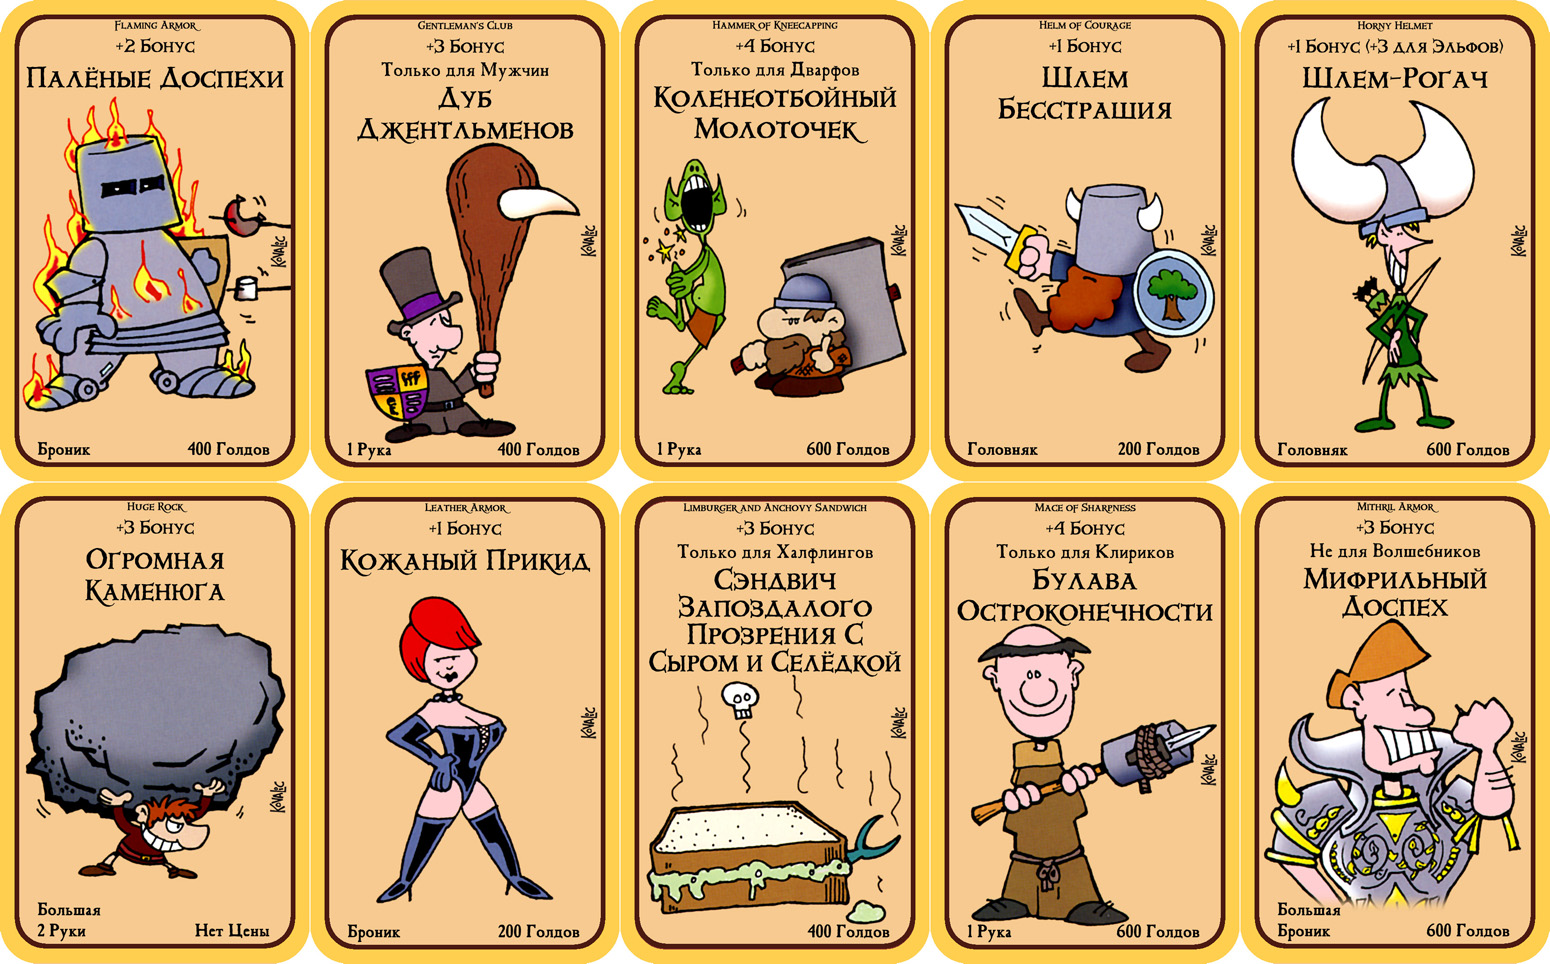 Flaming Armor
+2 Бонус
Палёные Доспехи
Kovalic
Броник
400 Голдов
Gentleman's Club
+3 Бонус
Только для Мужчин
Дуб
Джентльменов
Kovalic
1 Рука
400 Голдов
Hammer of Kneecapping
+4 Бонус
Только для Дварфов
Коленеотбойный
Молоточек
Kovalic
1 Рука
600 Голдов
Helm of Courage
+1 Бонус
Шлем
Бесстрашия
Kovalic
Головняк
200 Голдов
Horny Helmet
+1 Бонус (+3 для Эльфов)
Шлем-Рогач
Kovalic
Головняк
600 Голдов
Huge Rock
+3 Бонус
Огромная
Каменюга
Kovalic
Большая
2 Руки
Нет Цены
Leather Armor
+1 Бонус
Кожаный Прикид
Kovalic
Броник
200 Голдов
Limburger and Anchovy Sandwich
+3 Бонус
Только для Халфлингов
Сэндвич
Запоздалого
Прозрения С
Сыром и Селёдкой
Kovalic
400 Голдов
Mace of Sharpness
+4 Бонус
Только для Клириков
Булава
Остроконечности
Kovalic
1 Рука
600 Голдов
Mithril Armor
+3 Бонус
Не для Волшебников
Мифрильный
Доспех
Kovalic
Большая
Броник
600 Голдов